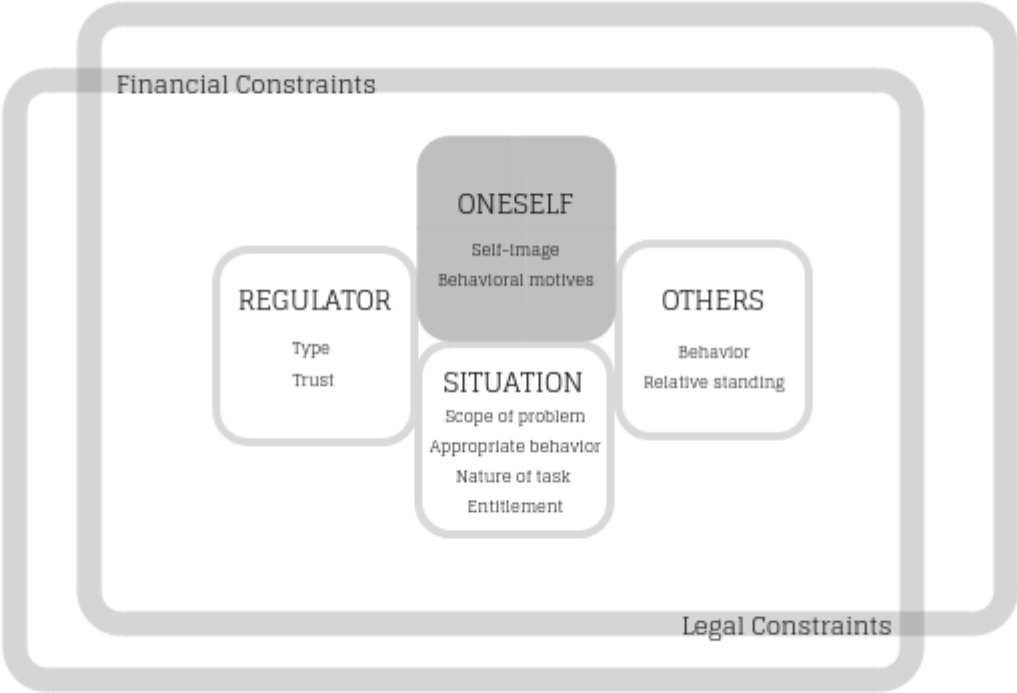 Financial Constraints
ONESELF
Self-image
Behavioral motives
REGULATOR
Type
Trust
OTHERS
Behavior
Relative standing
SITUATION
Scope of problem
Appropriate behavior
Nature of task
Entitlement
Legal Constraints